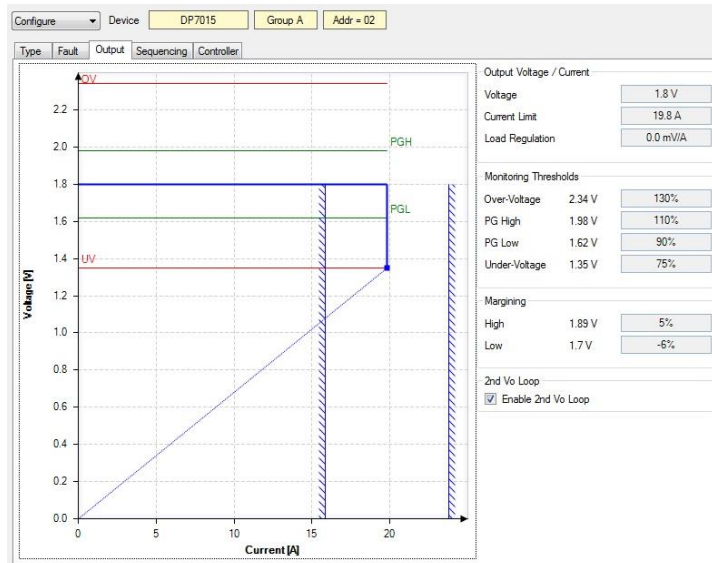 Configure Device DP7015 Group A Addr = 02
Type Fault Output Sequencing Controller
OV
PGH
PGL
UV
2.2
2.0
1.8
1.6
1.4
1.2
1.0
0.8
0.6
0.4
0.2
0.0
Voltage [V]
0 5 10 15 20
Current [A]
Output Voltage / Current
Voltage 1.8 V
Current Limit 19.8 A
Load Regulation 0.0 mV/A
Monitoring Thresholds
Over-Voltage 2.34 V 130%
PG High 1.98 V 110%
PG Low 1.62 V 90%
Under-Voltage 1.35 V 75%
Margining
High 1.89 V 5%
Low 1.7 V -6%
2nd Vo Loop
Enable 2nd Vo Loop